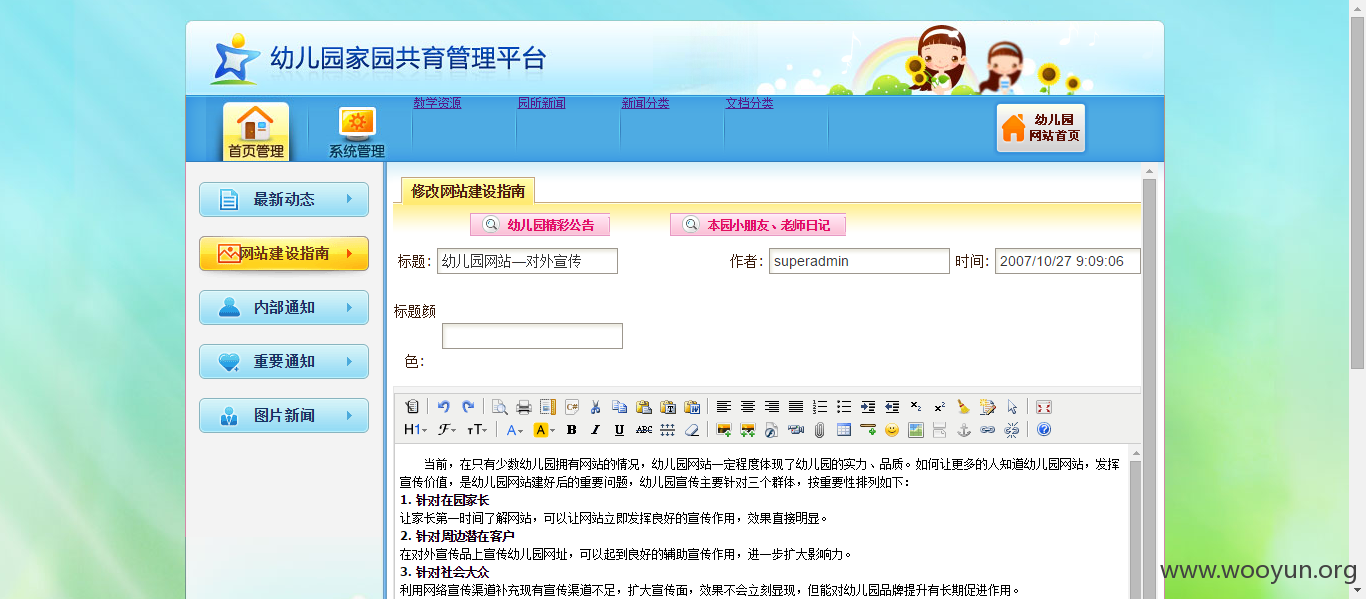 幼儿园家园共育管理平台
首页管理
系统管理
教学资源
园所新闻
新闻分类
文档分类
幼儿园
网站首页
最新动态
网站建设指南
内部通知
重要通知
图片新闻
修改网站建设指南
幼儿园精彩公告
本园小朋友、老师日记
标题: 幼儿园网站—对外宣传 作者: superadmin 时间: 2007/10/27 9:09:06
标题颜
色:
当前，在只有少数幼儿园拥有网站的情况，幼儿园网站一定程度体现了幼儿园的实力、品质。如何让更多的人知道幼儿园网站，发挥
宣传价值，是幼儿园网站建好后的重要问题，幼儿园宣传主要针对三个群体，按重要性排列如下：
1. 针对在园家长
让家长第一时间了解网站，可以让网站立即发挥良好的宣传作用，效果直接明显。
2. 针对周边潜在客户
在对外宣传品上宣传幼儿园网址，可以起到良好的辅助宣传作用，进一步扩大影响力。
3. 针对社会大众
利用网络宣传渠道补充现有宣传渠道不足，扩大宣传面，效果不会立刻显现，但能对幼儿园品牌提升有长期促进作用。
www.wooyun.org